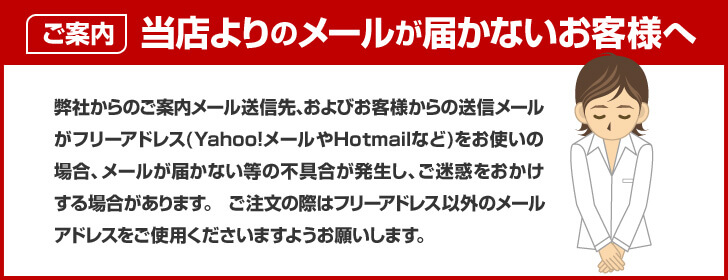 ご案内 当店よりのメールが届かないお客様へ
弊社からのご案内メール送信先、およびお客様からの送信メール
がフリーアドレス(Yahoo!メールやHotmailなど)をお使いの
場合、メールが届かない等の不具合が発生し、ご迷惑をおかけ
する場合があります。 ご注文の際はフリーアドレス以外のメール
アドレスをご使用くださいますようお願いします。